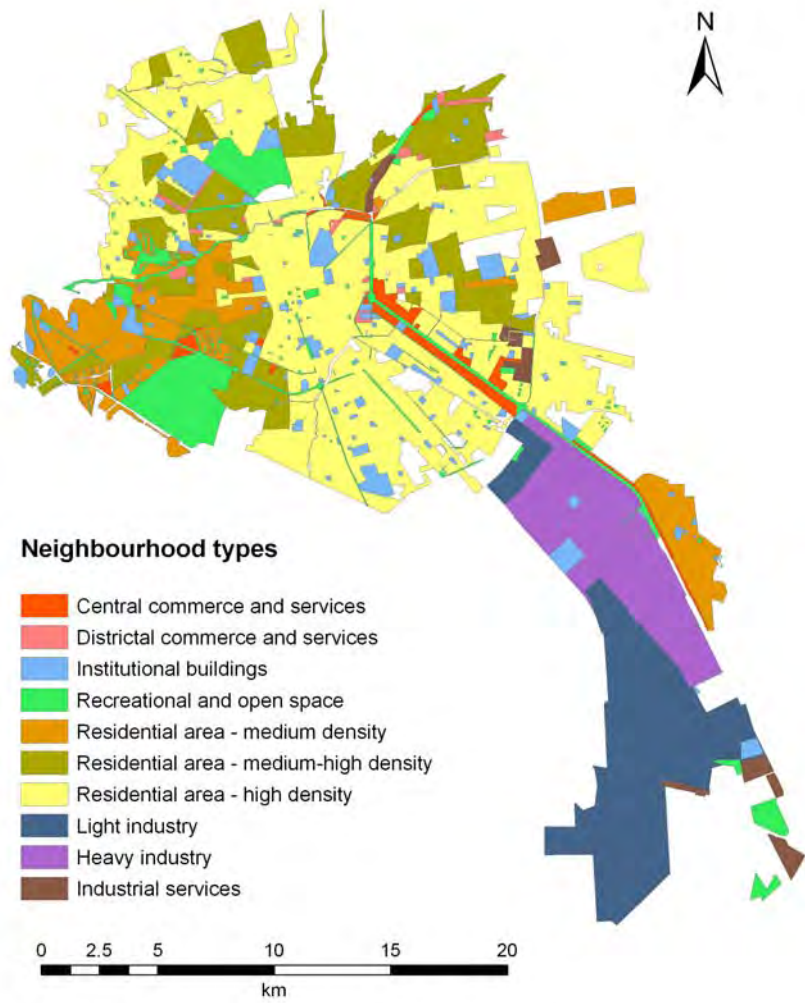 N
Neighbourhood types
Central commerce and services
Districtal commerce and services
Institutional buildings
Recreational and open space
Residential area - medium density
Residential area - medium-high density
Residential area - high density
Light industry
Heavy industry
Industrial services
0 2.5 5 10 15 20
km